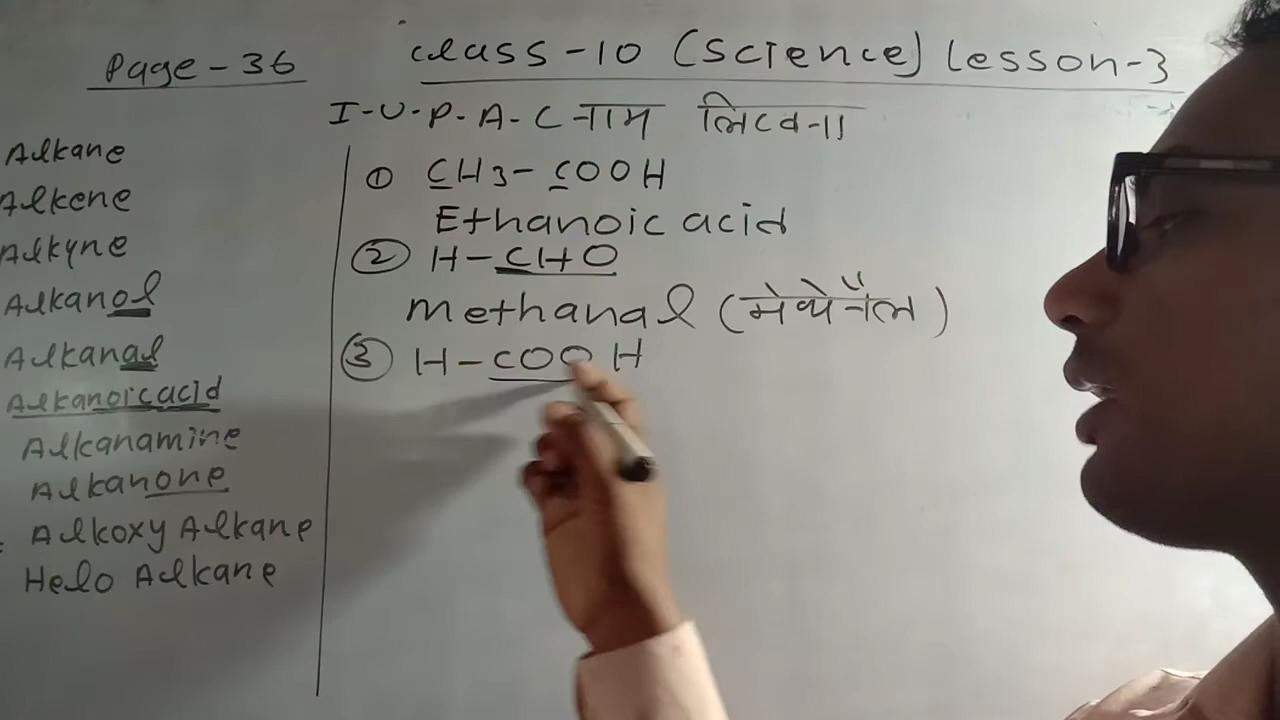 Page-36
Class-10 (Science) Lesson-3
I-U-P-A-C नाम लिखना
Alkane
Alkene
Alkyne
Alkanol
Alkanal
Alkanoic acid
Alkanamine
Alkanone
Alkoxy Alkane
Helo Alkane
① CH3-COOH
Ethanoic acid
② H-CHO
Methanal (मेथेनॅल)
③ H-COOH